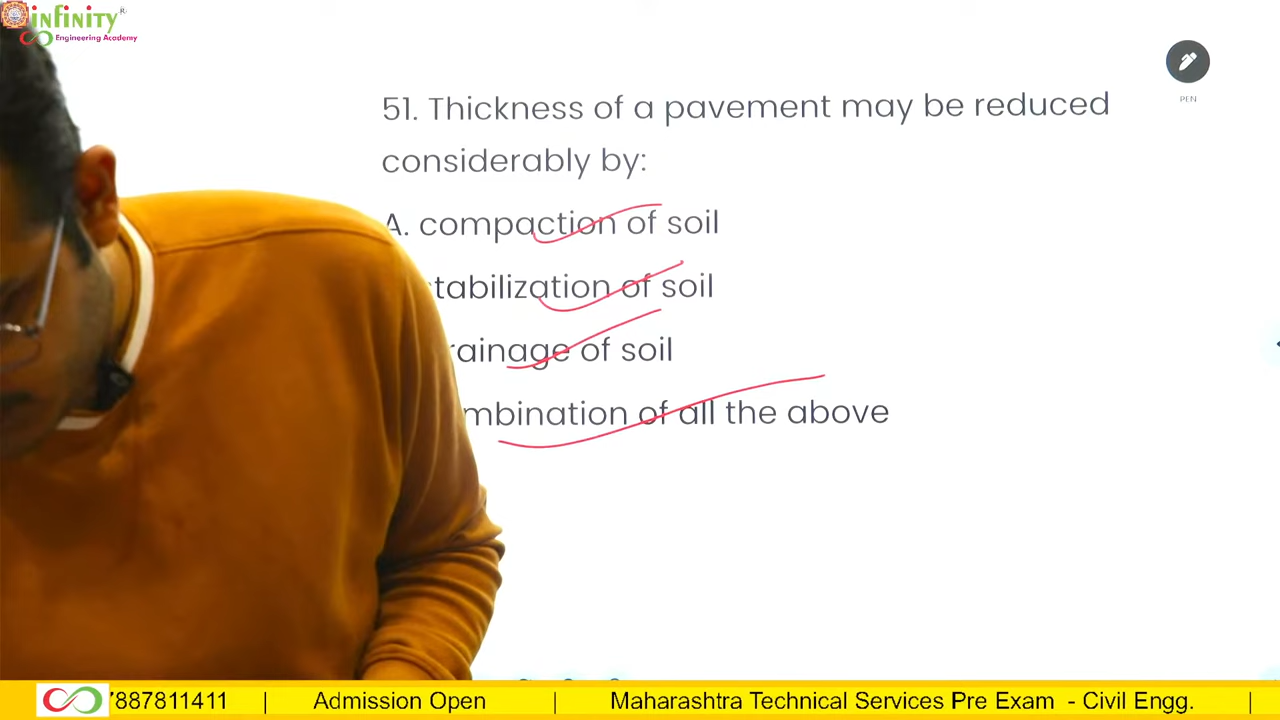 infinity
Engineering Academy
PEN
51. Thickness of a pavement may be reduced
considerably by:
A. compaction of soil
tabilization of soil
rainage of soil
mbination of all the above
7887811411 | Admission Open | Maharashtra Technical Services Pre Exam - Civil Engg. |